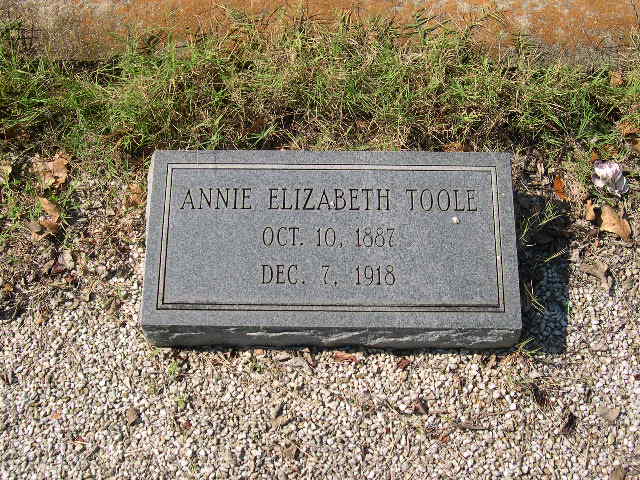 ANNIE ELIZABETH TOOLE
OCT. 10, 1887
DEC. 7, 1918